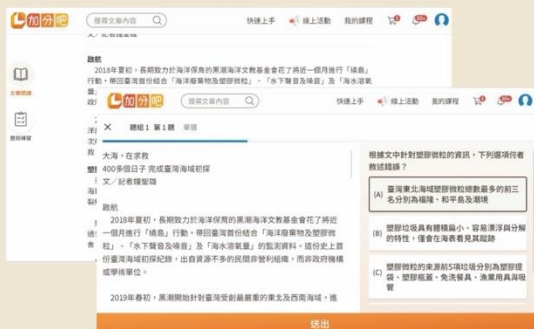 加分吧
搜尋文章內容
快速上手
線上活動
我的課程
文/記者鐘聖雄
啟航
2018年夏初,長期致力於海洋保育的黑潮海洋文教基金會花了將近一個月進行「繞島」
行動,帶回臺灣首份結合「海洋廢棄物及塑膠微粒」、「水下聲音及噪音」及「海水溶氧
量
文章閱讀
題目練習
加分吧
搜尋文章內容
快速上手
線上活動
我的課程
題組1 第1題 單選
大海,在求救
400多個日子 完成臺灣海域初探
文/記者鐘聖雄
啟航
2018年夏初,長期致力於海洋保育的黑潮海洋文教基金會花了將近
一個月進行「繞島」行動,帶回臺灣首份結合「海洋廢棄物及塑膠微
粒」、「水下聲音及噪音」及「海水溶氧量」的監測資料。這份史上首
份臺灣海域初探紀錄,出自資源不多的民間非營利組織,而非政府機構
或學術單位。
2019年春初,黑潮開始針對臺灣受創最嚴重的東北及西南海域,進
根據文中針對塑膠微粒的資訊,下列選項何者
敘述錯誤?
(A) 臺灣東北海域塑膠微粒總數最多的前三
名分別為福隆、和平島及潮境
(B) 塑膠垃圾具有體積扁小、容易漂浮與分解
的特性,僅會在海表看見其蹤跡
(C) 塑膠微粒的來源前5項垃圾分別為塑膠提
袋、塑膠瓶蓋、免洗餐具、漁業用具與吸
管
送出